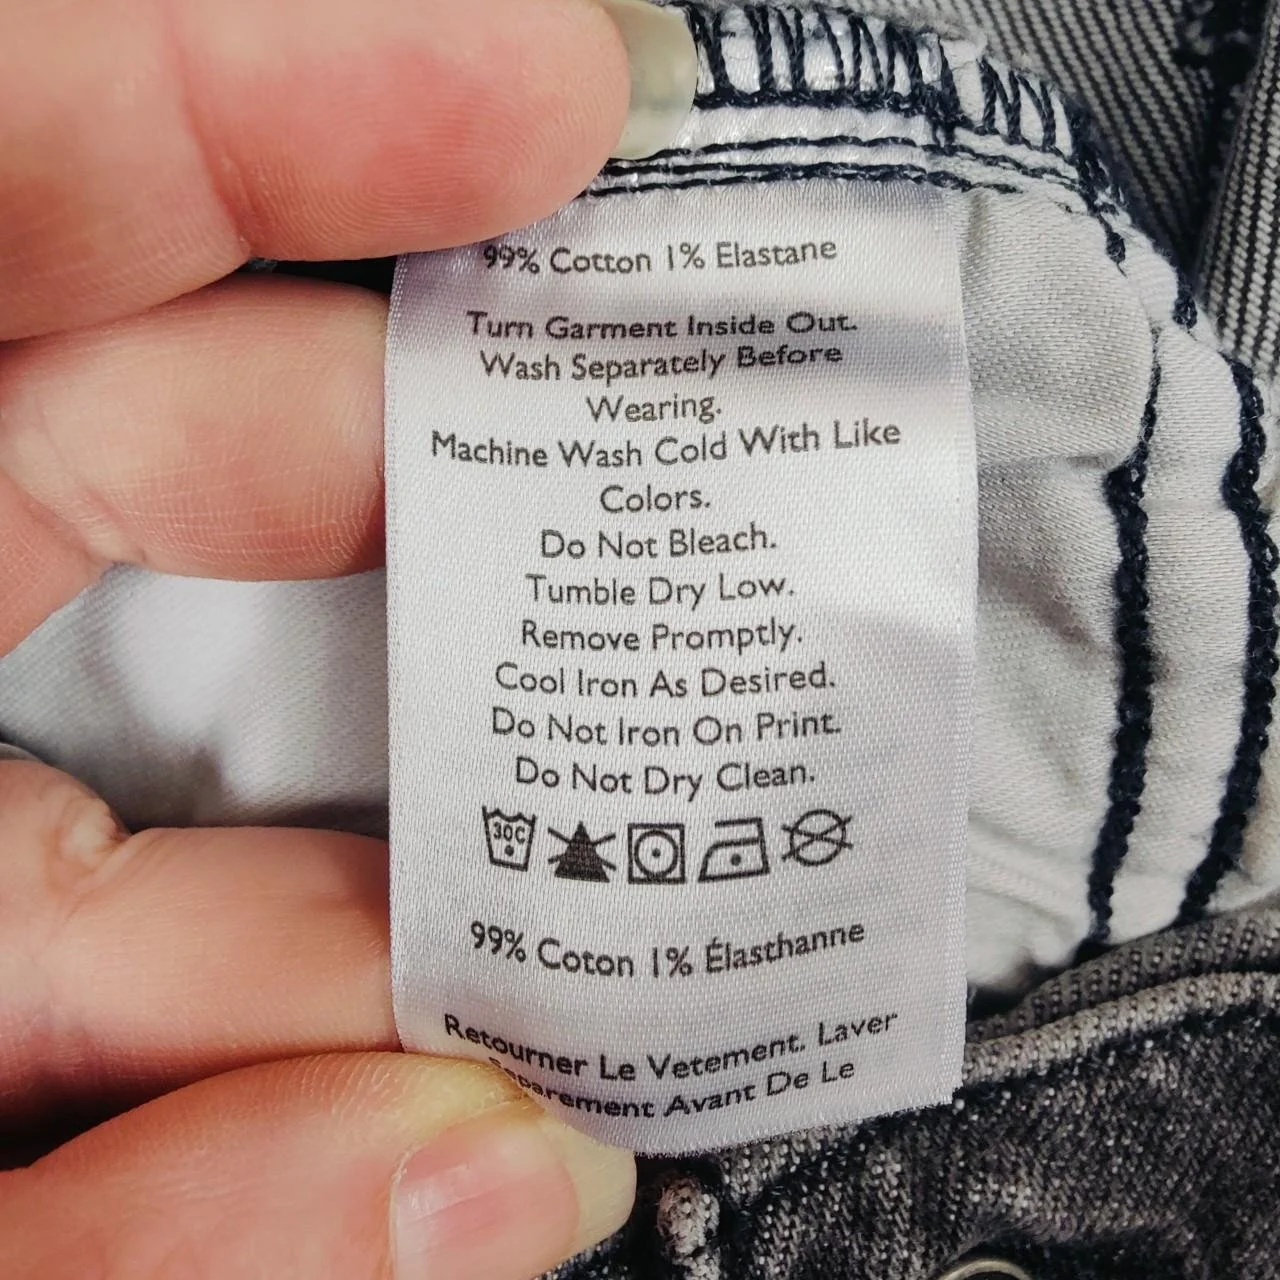 99% Cotton 1% Elastane
Turn Garment Inside Out.
Wash Separately Before
Wearing.
Machine Wash Cold With Like
Colors.
Do Not Bleach.
Tumble Dry Low.
Remove Promptly.
Cool Iron As Desired.
Do Not Iron On Print.
Do Not Dry Clean.
30C
99% Coton 1% Élasthanne
Retourner Le Vetement. Laver
Separement Avant De Le